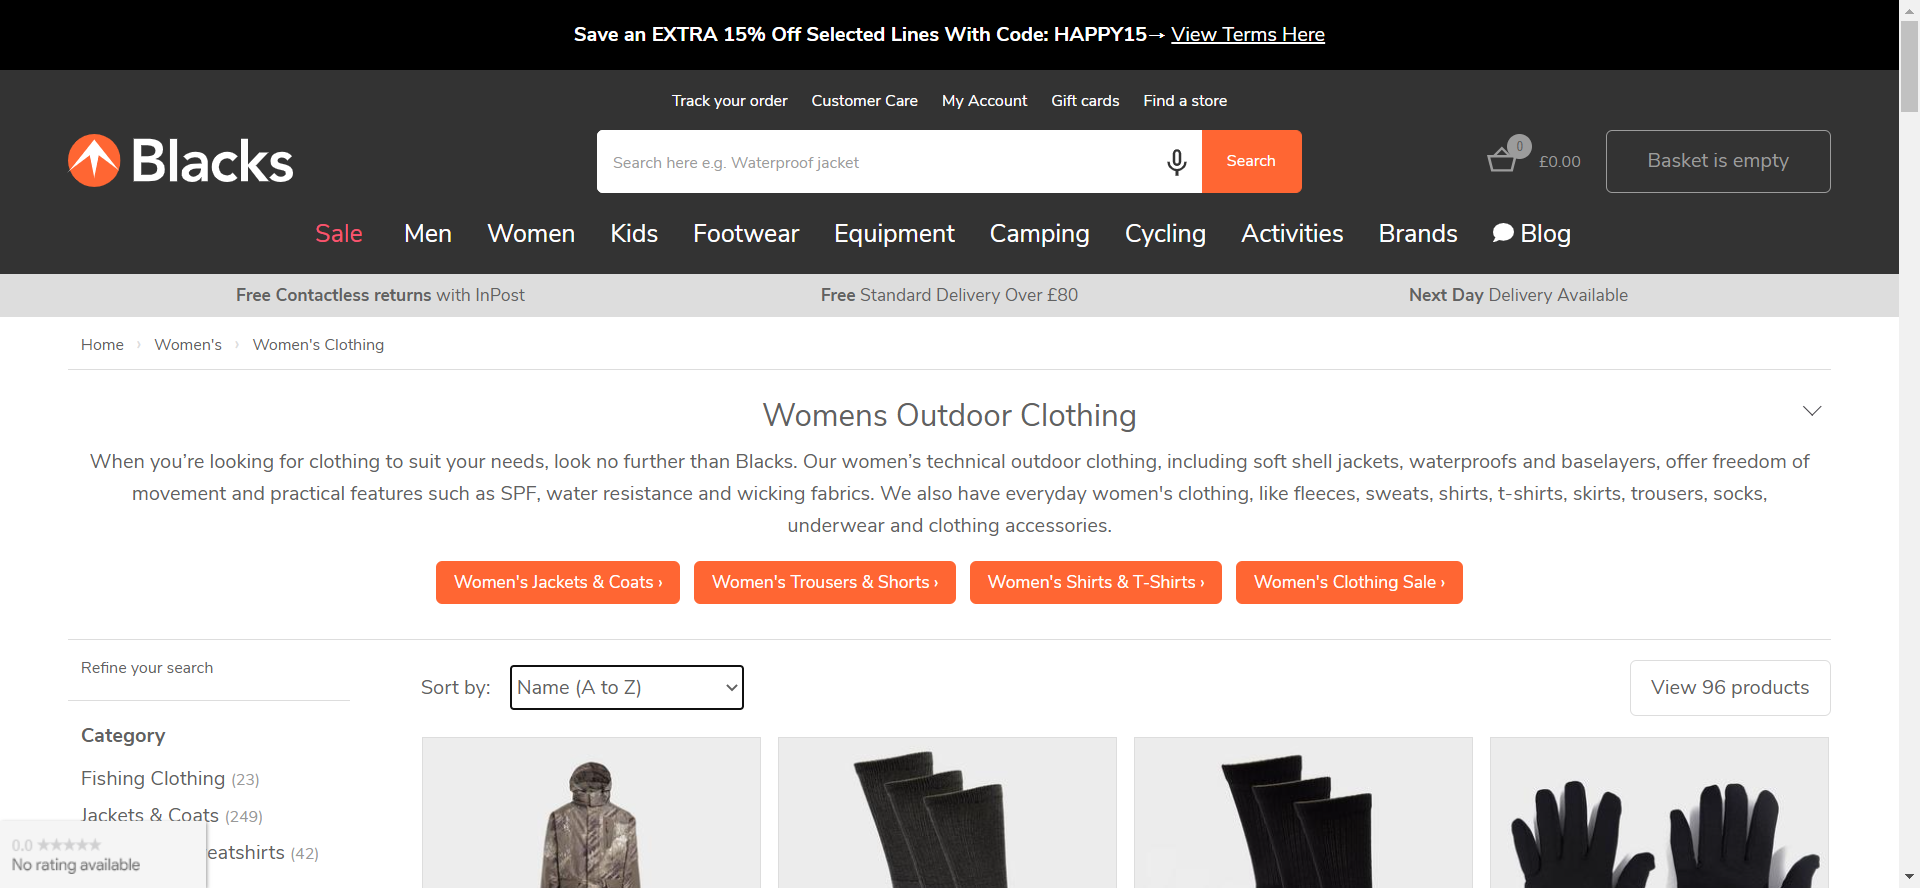 Save an EXTRA 15% Off Selected Lines With Code: HAPPY15→ View Terms Here
Track your order Customer Care My Account Gift cards Find a store
Blacks
Search here e.g. Waterproof jacket
Search
0
£0.00
Basket is empty
Sale Men Women Kids Footwear Equipment Camping Cycling Activities Brands Blog
Free Contactless returns with InPost
Free Standard Delivery Over £80
Next Day Delivery Available
Home › Women's › Women's Clothing
Womens Outdoor Clothing
When you’re looking for clothing to suit your needs, look no further than Blacks. Our women’s technical outdoor clothing, including soft shell jackets, waterproofs and baselayers, offer freedom of
movement and practical features such as SPF, water resistance and wicking fabrics. We also have everyday women's clothing, like fleeces, sweats, shirts, t-shirts, skirts, trousers, socks,
underwear and clothing accessories.
Women's Jackets & Coats ›
Women's Trousers & Shorts ›
Women's Shirts & T-Shirts ›
Women's Clothing Sale ›
Refine your search
Sort by: Name (A to Z)
View 96 products
Category
Fishing Clothing (23)
Jackets & Coats (249)
eatshirts (42)
0.0 ★★★★★
No rating available